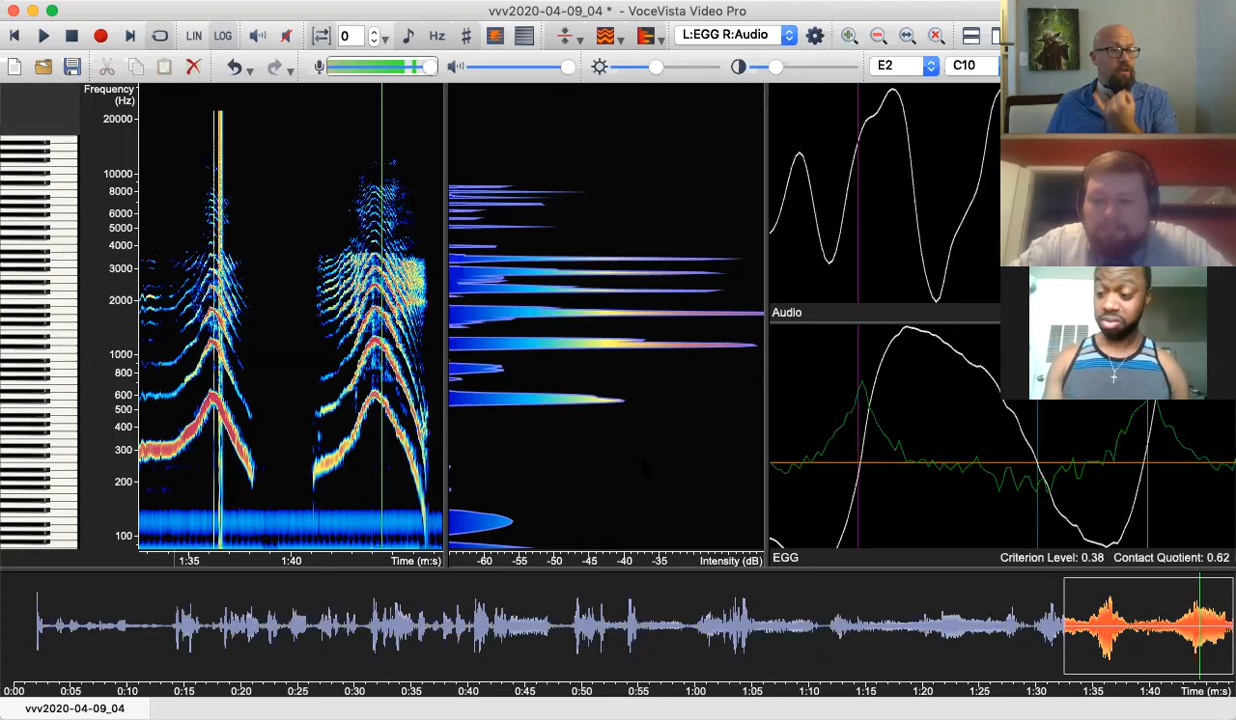 vvv2020-04-09_04 * - VoceVista Video Pro
LIN LOG 0 Hz L:EGG R:Audio
E2 C10
Frequency
(Hz)
20000
10000
8000
6000
4000
3000
2000
1000
800
600
500
400
300
200
100
1:35 1:40 Time (m:s)
-60 -55 -50 -45 -40 -35 Intensity (dB)
Audio
EGG Criterion Level: 0.38 Contact Quotient: 0.62
0:00 0:05 0:10 0:15 0:20 0:25 0:30 0:35 0:40 0:45 0:50 0:55 1:00 1:05 1:10 1:15 1:20 1:25 1:30 1:35 1:40 Time (m:s)
vvv2020-04-09_04